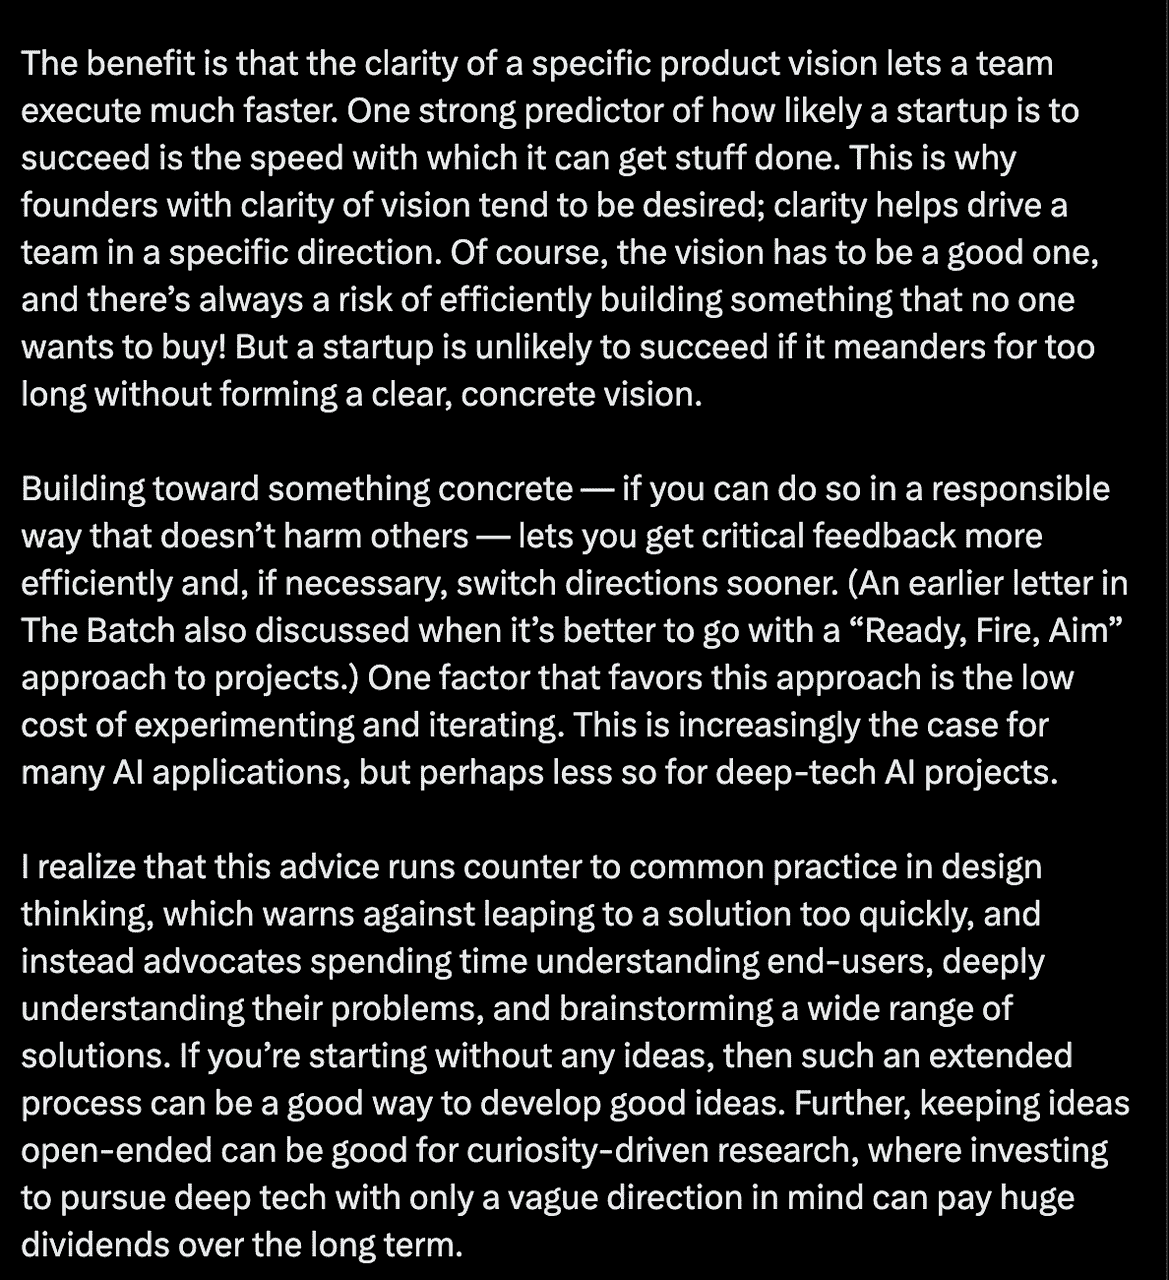 The benefit is that the clarity of a specific product vision lets a team
execute much faster. One strong predictor of how likely a startup is to
succeed is the speed with which it can get stuff done. This is why
founders with clarity of vision tend to be desired; clarity helps drive a
team in a specific direction. Of course, the vision has to be a good one,
and there’s always a risk of efficiently building something that no one
wants to buy! But a startup is unlikely to succeed if it meanders for too
long without forming a clear, concrete vision.
Building toward something concrete — if you can do so in a responsible
way that doesn’t harm others — lets you get critical feedback more
efficiently and, if necessary, switch directions sooner. (An earlier letter in
The Batch also discussed when it’s better to go with a “Ready, Fire, Aim”
approach to projects.) One factor that favors this approach is the low
cost of experimenting and iterating. This is increasingly the case for
many AI applications, but perhaps less so for deep-tech AI projects.
I realize that this advice runs counter to common practice in design
thinking, which warns against leaping to a solution too quickly, and
instead advocates spending time understanding end-users, deeply
understanding their problems, and brainstorming a wide range of
solutions. If you’re starting without any ideas, then such an extended
process can be a good way to develop good ideas. Further, keeping ideas
open-ended can be good for curiosity-driven research, where investing
to pursue deep tech with only a vague direction in mind can pay huge
dividends over the long term.